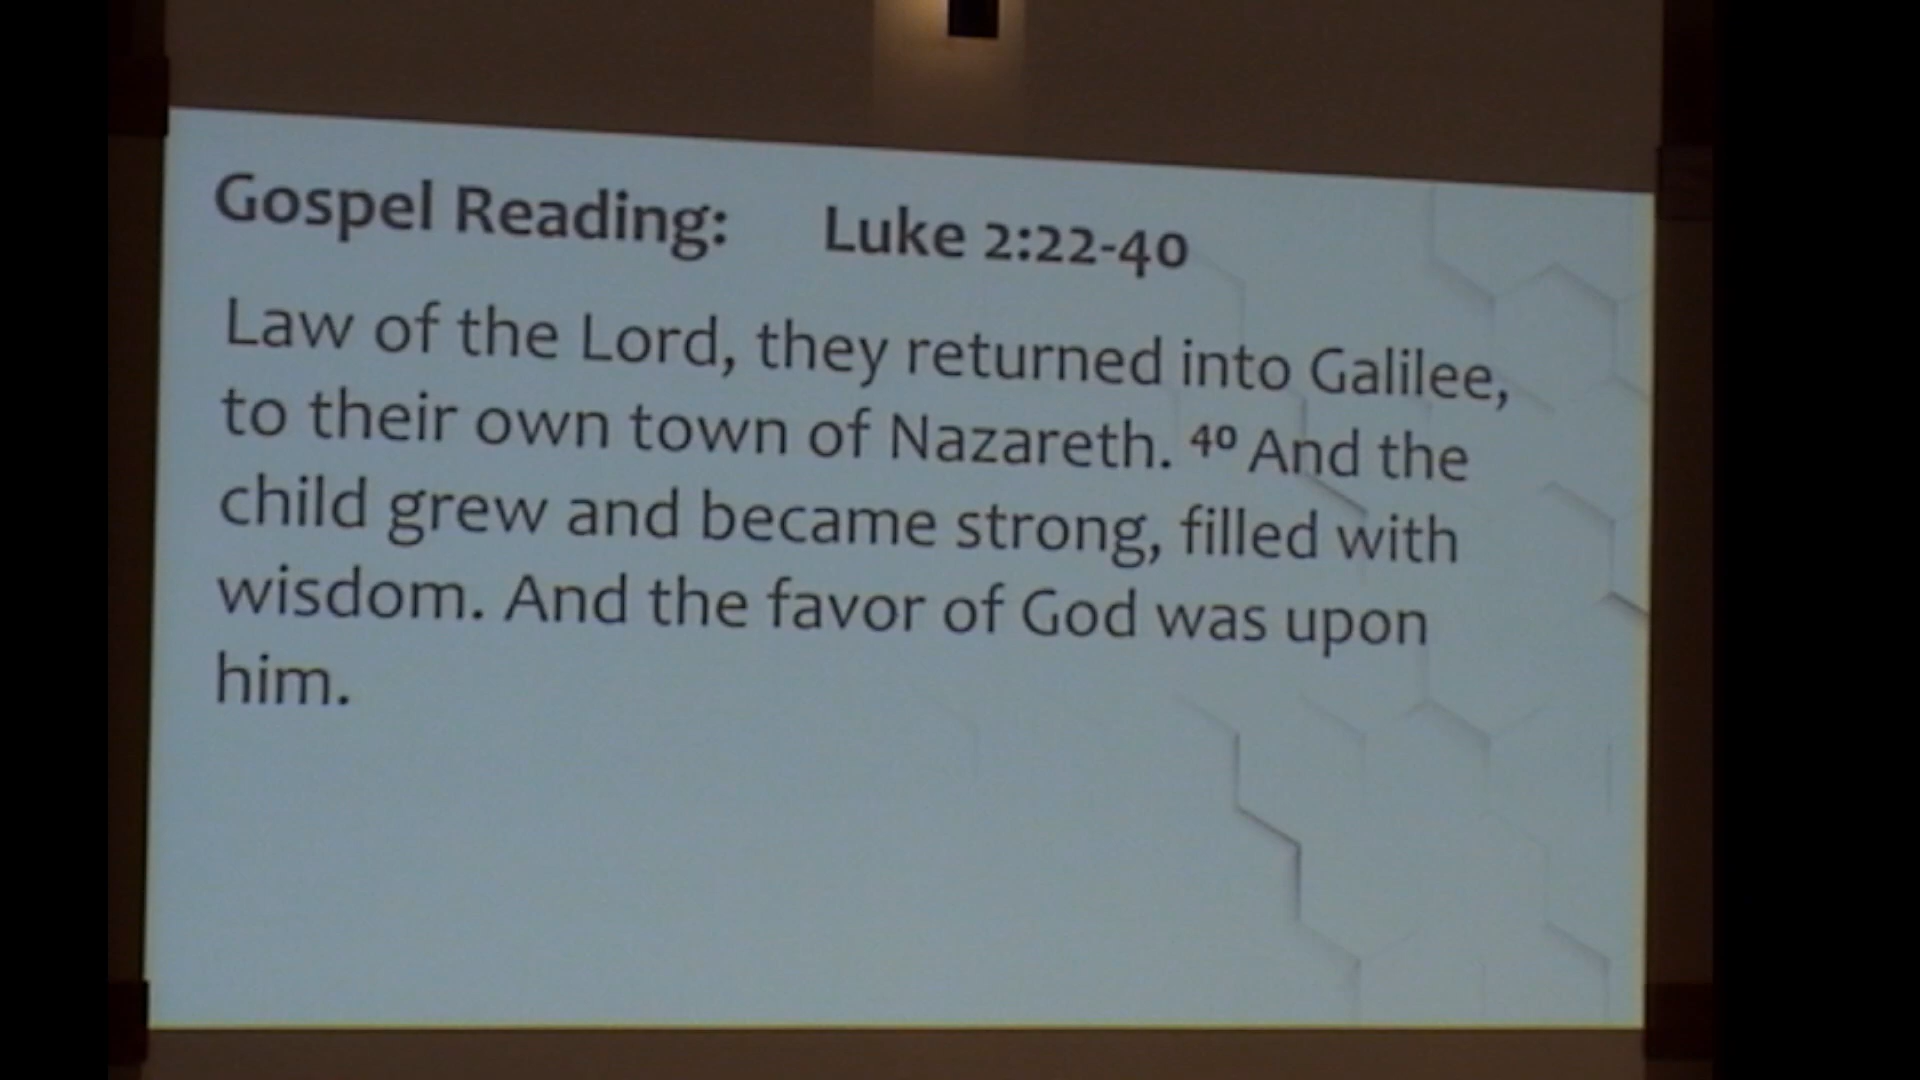 Gospel Reading: Luke 2:22-40
Law of the Lord, they returned into Galilee,
to their own town of Nazareth. ⁴⁰ And the
child grew and became strong, filled with
wisdom. And the favor of God was upon
him.